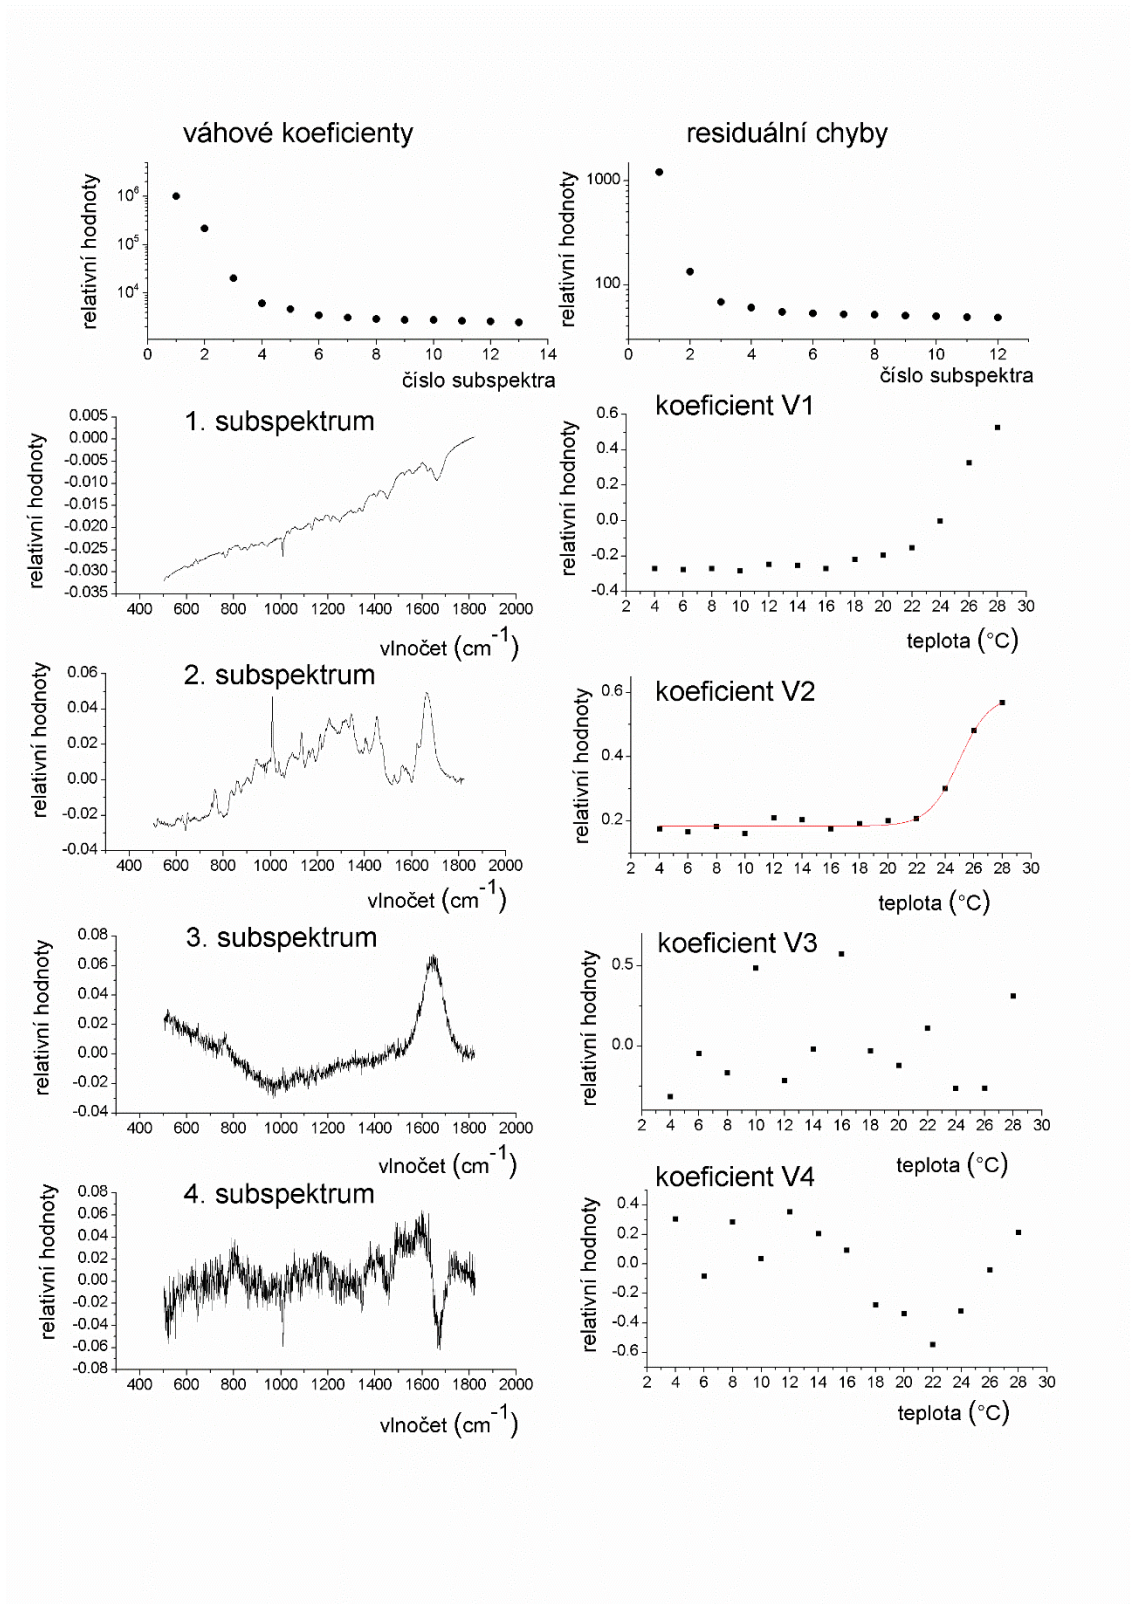 váhové koeficienty
relativní hodnoty
10^6
10^5
10^4
0 2 4 6 8 10 12 14
číslo subspektra
residuální chyby
relativní hodnoty
1000
100
0 2 4 6 8 10 12
číslo subspektra
1. subspektrum
relativní hodnoty
0.005
0.000
-0.005
-0.010
-0.015
-0.020
-0.025
-0.030
-0.035
400 600 800 1000 1200 1400 1600 1800 2000
vlnočet (cm^-1)
koeficient V1
relativní hodnoty
0.6
0.4
0.2
0.0
-0.2
-0.4
2 4 6 8 10 12 14 16 18 20 22 24 26 28 30
teplota (°C)
2. subspektrum
relativní hodnoty
0.06
0.04
0.02
0.00
-0.02
-0.04
400 600 800 1000 1200 1400 1600 1800 2000
vlnočet (cm^-1)
koeficient V2
relativní hodnoty
0.6
0.4
0.2
2 4 6 8 10 12 14 16 18 20 22 24 26 28 30
teplota (°C)
3. subspektrum
relativní hodnoty
0.08
0.06
0.04
0.02
0.00
-0.02
-0.04
400 600 800 1000 1200 1400 1600 1800 2000
vlnočet (cm^-1)
koeficient V3
relativní hodnoty
0.5
0.0
2 4 6 8 10 12 14 16 18 20 22 24 26 28 30
teplota (°C)
4. subspektrum
relativní hodnoty
0.08
0.06
0.04
0.02
0.00
-0.02
-0.04
-0.06
-0.08
400 600 800 1000 1200 1400 1600 1800 2000
vlnočet (cm^-1)
koeficient V4
relativní hodnoty
0.4
0.2
0.0
-0.2
-0.4
-0.6
2 4 6 8 10 12 14 16 18 20 22 24 26 28 30
teplota (°C)